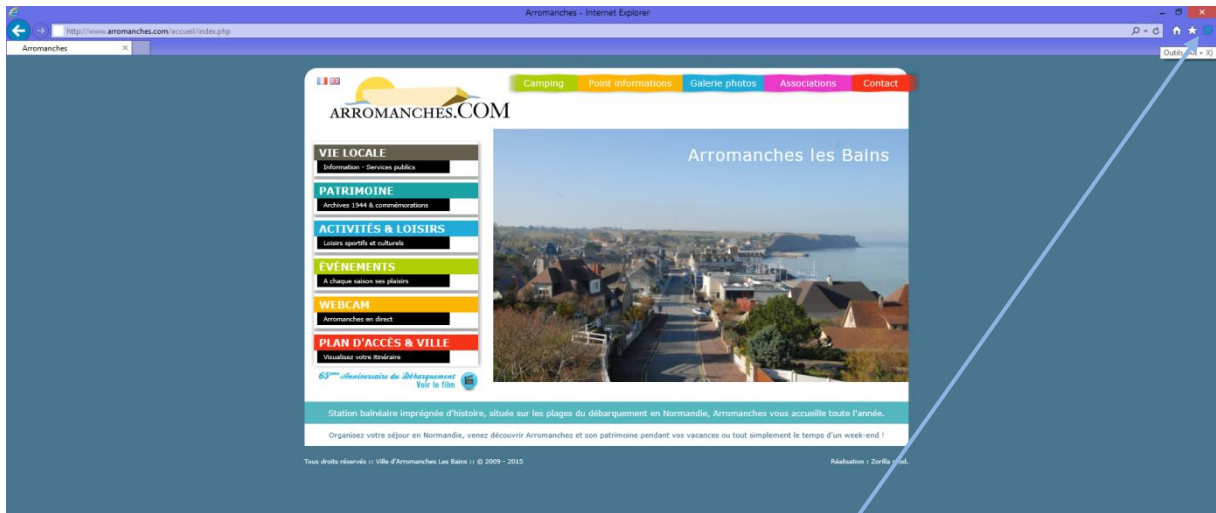 Arromanches - Internet Explorer
http://www.arromanches.com/accueil/index.php
Arromanches
Camping
Point informations
Galerie photos
Associations
Contact
ARROMANCHES.COM
Arromanches les Bains
VIE LOCALE
Information - Services publics
PATRIMOINE
Archives 1944 & commémorations
ACTIVITÉS & LOISIRS
Loisirs sportifs et culturels
ÉVÉNEMENTS
A chaque saison ses plaisirs
WEBCAM
Arromanches en direct
PLAN D'ACCÈS & VILLE
Visualisez votre itinéraire
65ème Anniversaire du Débarquement
Voir le film
Station balnéaire imprégnée d'histoire, située sur les plages du débarquement en Normandie, Arromanches vous accueille toute l'année.
Organisez votre séjour en Normandie, venez découvrir Arromanches et son patrimoine pendant vos vacances ou tout simplement le temps d'un week-end !
Tous droits réservés :: Ville d'Arromanches Les Bains :: © 2009 - 2015
Réalisation : Zorilla prod.
Outils (Alt + X)